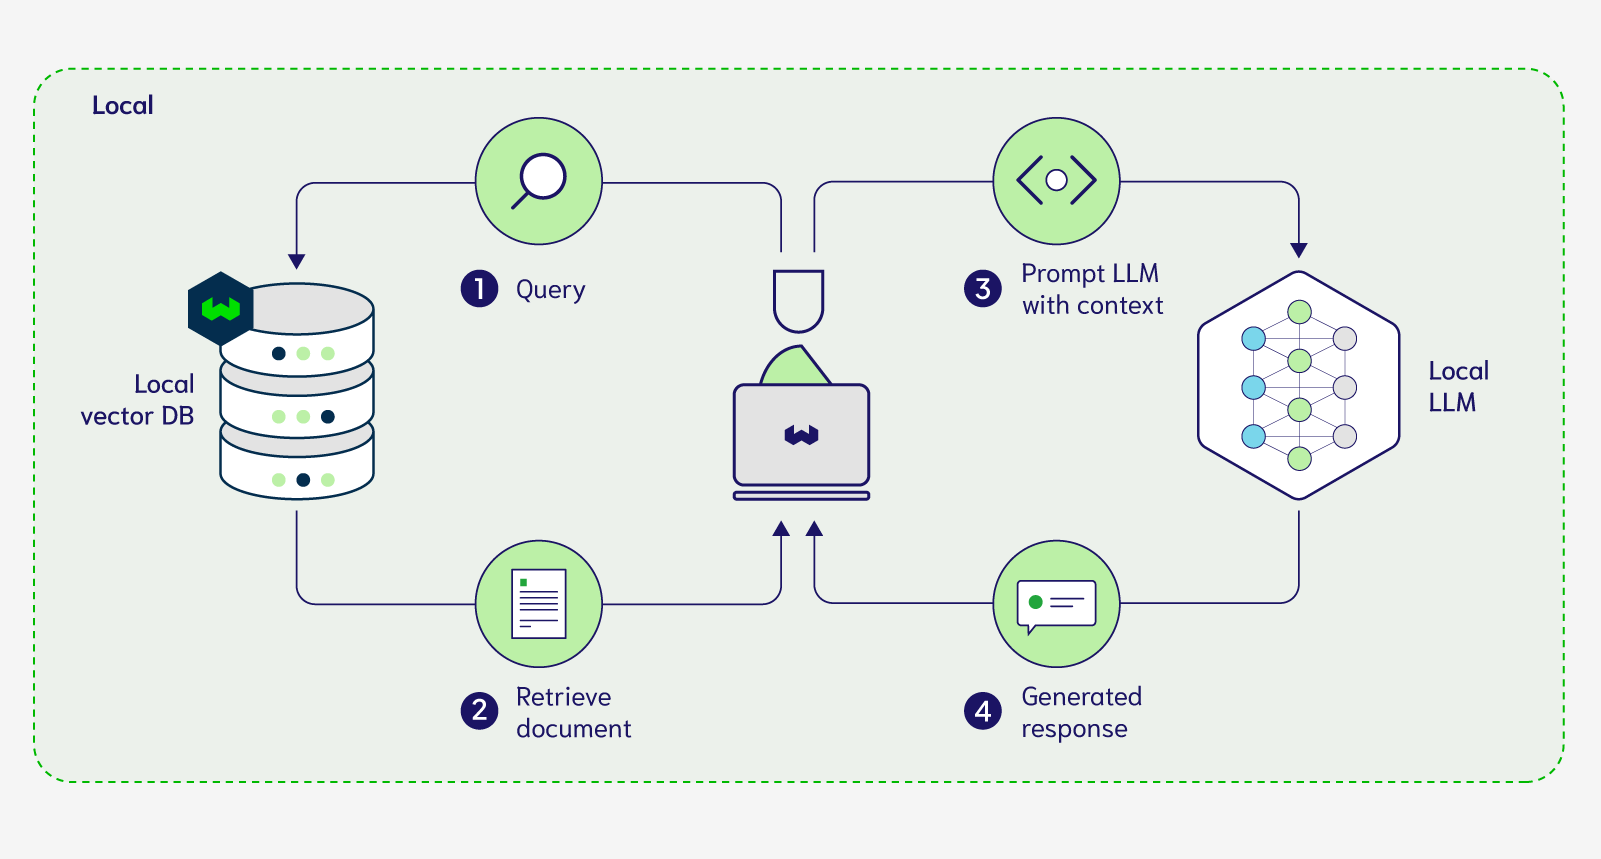 Local
1 Query
3 Prompt LLM
with context
Local
vector DB
Local
LLM
2 Retrieve
document
4 Generated
response